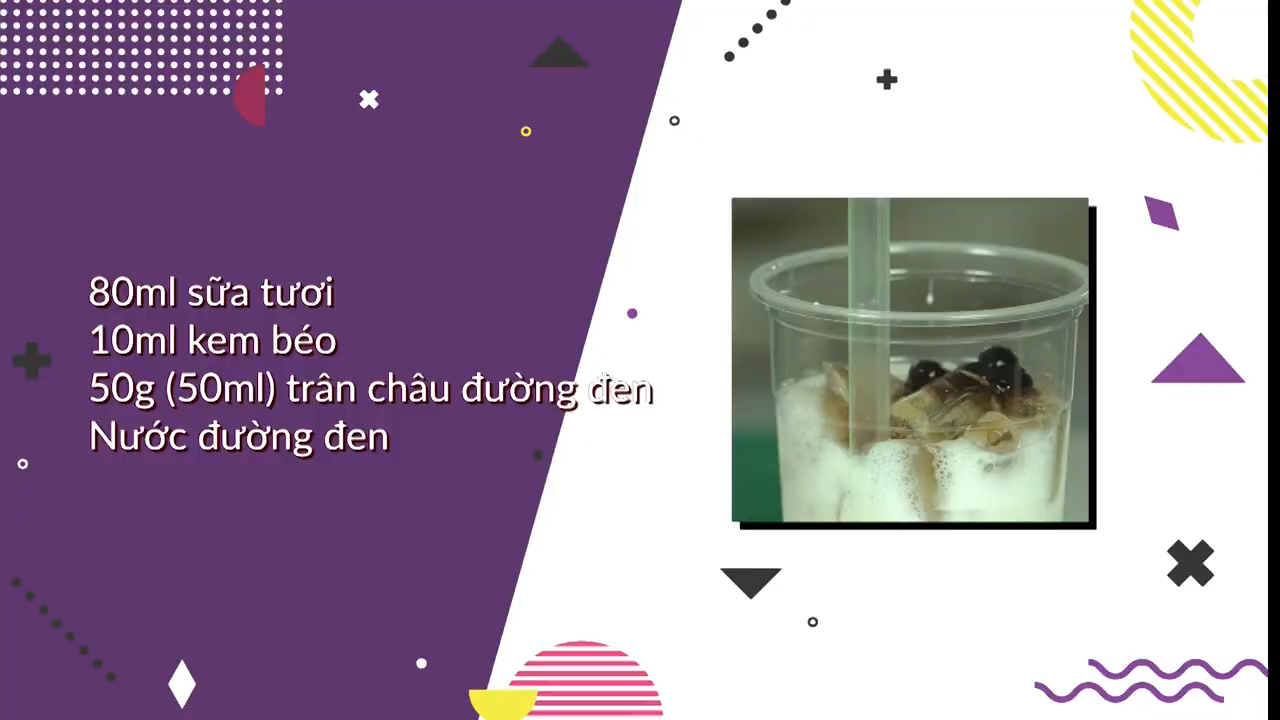 80ml sữa tươi
10ml kem béo
50g (50ml) trân châu đường đen
Nước đường đen